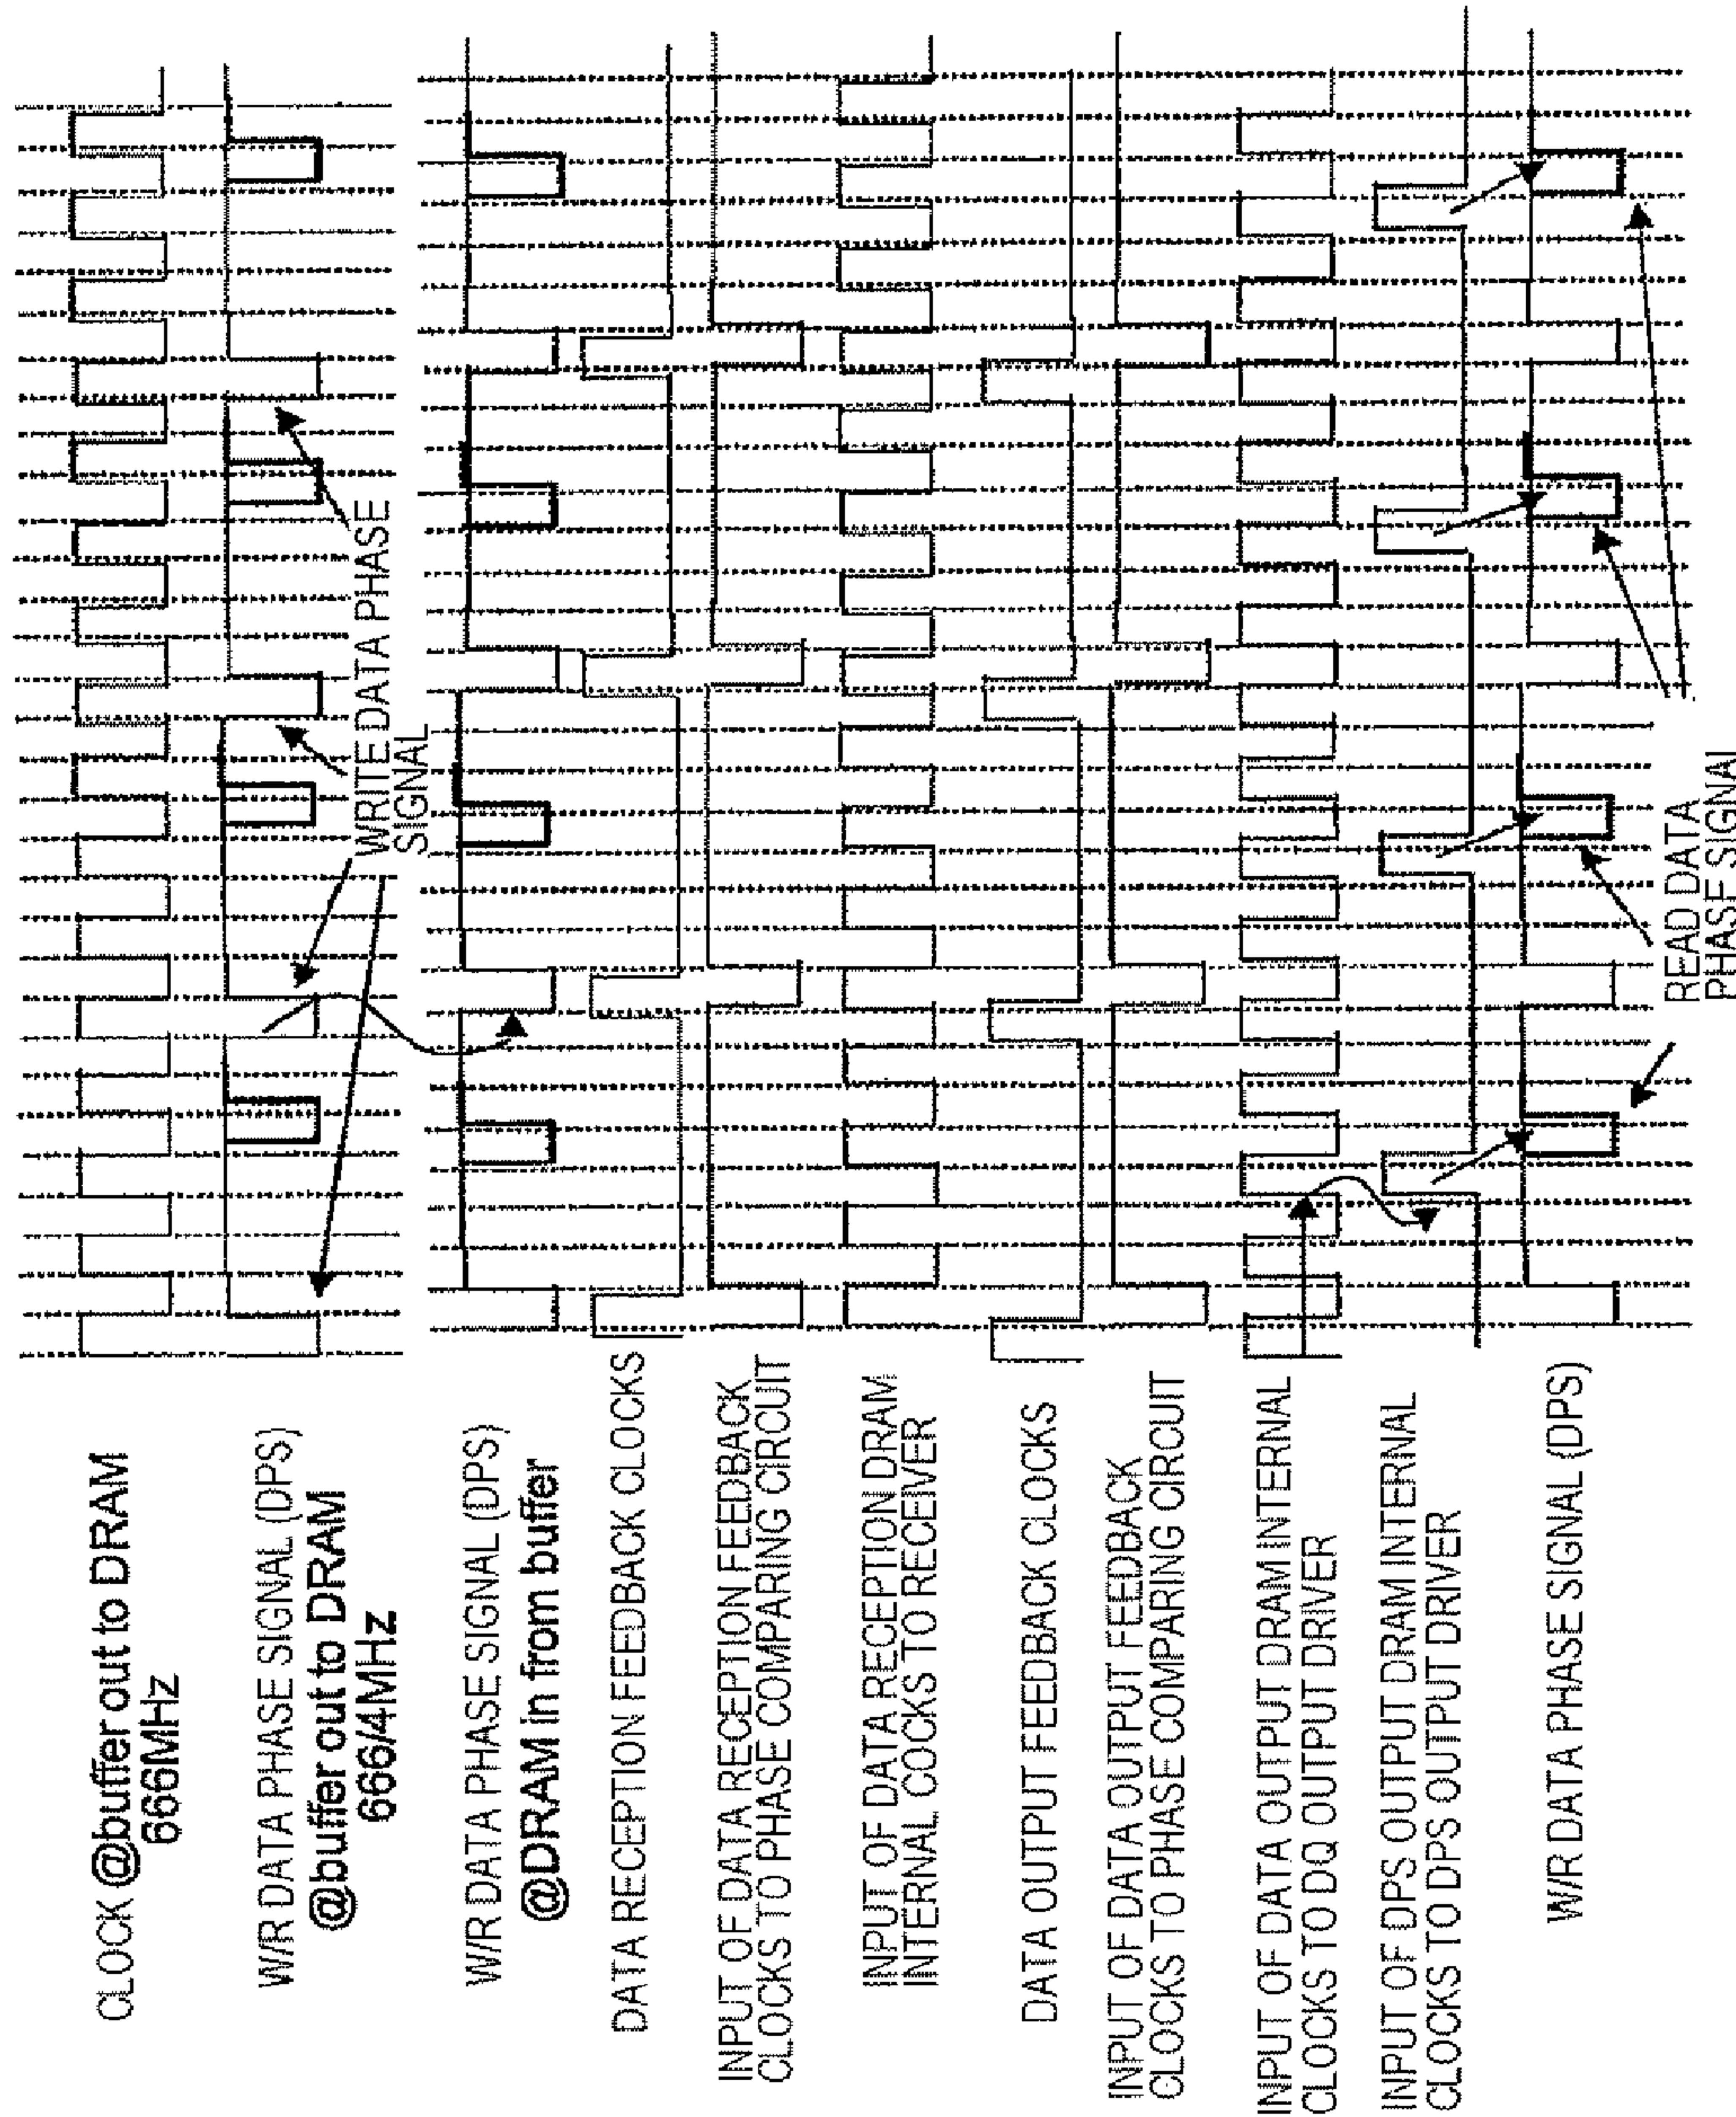 CLOCK @buffer out to DRAM
666MHz
W/R DATA PHASE SIGNAL (DPS)
@buffer out to DRAM
666/4MHz
WRITE DATA PHASE
SIGNAL
W/R DATA PHASE SIGNAL (DPS)
@DRAM in from buffer
DATA RECEPTION FEEDBACK CLOCKS
INPUT OF DATA RECEPTION FEEDBACK
CLOCKS TO PHASE COMPARING CIRCUIT
INPUT OF DATA RECEPTION DRAM
INTERNAL COCKS TO RECEIVER
DATA OUTPUT FEEDBACK CLOCKS
INPUT OF DATA OUTPUT FEEDBACK
CLOCKS TO PHASE COMPARING CIRCUIT
INPUT OF DATA OUTPUT DRAM INTERNAL
CLOCKS TO DQ OUTPUT DRIVER
INPUT OF DPS OUTPUT DRAM INTERNAL
CLOCKS TO DPS OUTPUT DRIVER
W/R DATA PHASE SIGNAL (DPS)
READ DATA
PHASE SIGNAL